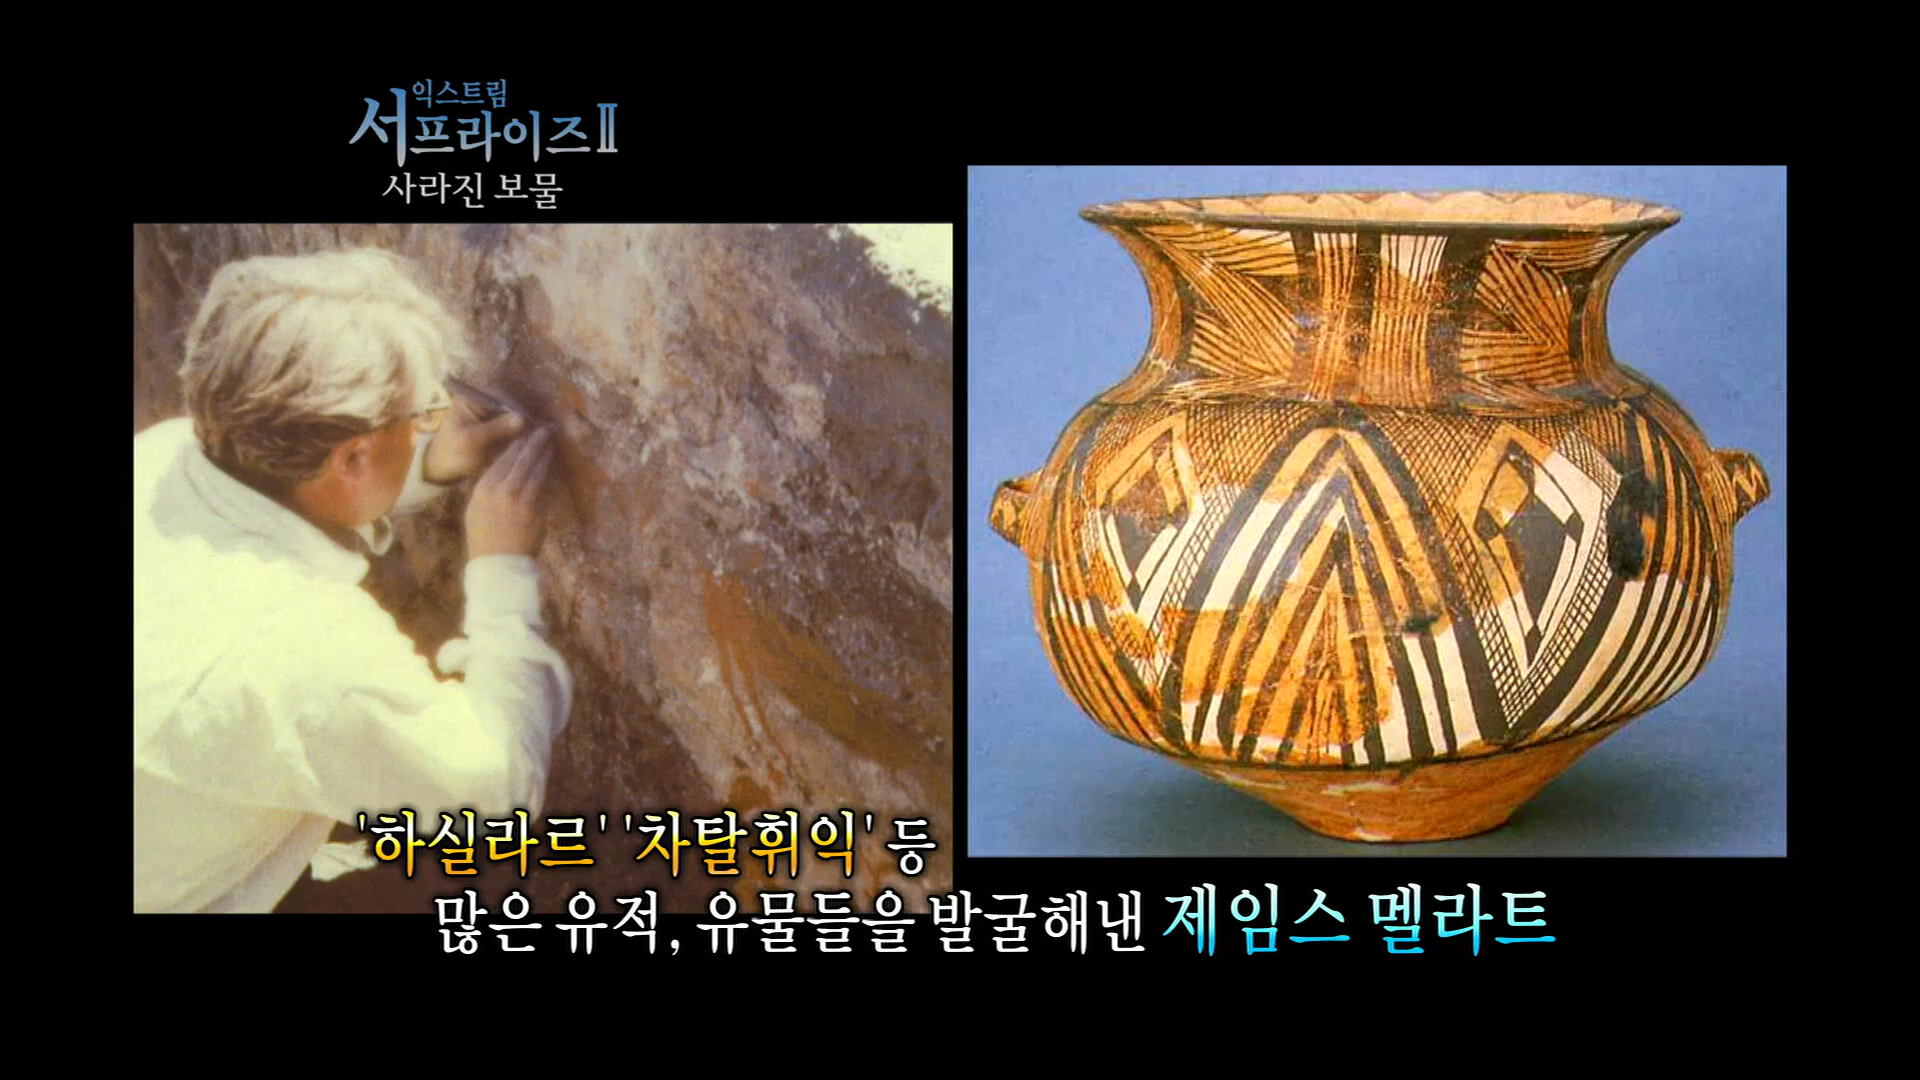 익스트림
서프라이즈Ⅱ
사라진 보물
'하실라르' '차탈휘익' 등
많은 유적, 유물들을 발굴해낸 제임스 멜라트